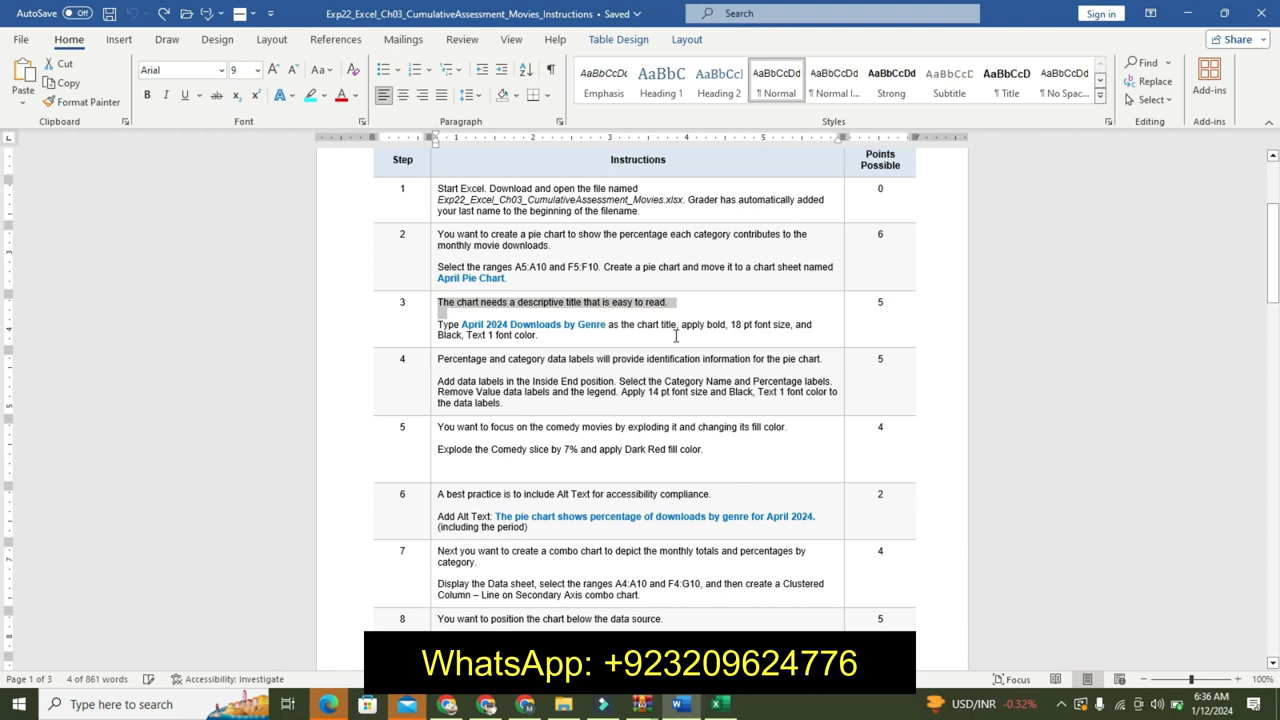 AutoSave Off Exp22_Excel_Ch03_CumulativeAssessment_Movies_Instructions • Saved
Search
Sign in
File Home Insert Draw Design Layout References Mailings Review View Help Table Design Layout
Share
Paste
Cut
Copy
Format Painter
Clipboard
Arial 9
Font
Paragraph
AaBbCcDc AaBbC AaBbCcl AaBbCcDd AaBbCcDd AaBbCcDd AaBbCcD AaBbCcD AaBbCcDd
Emphasis Heading 1 Heading 2 ¶ Normal ¶ Normal I... Strong Subtitle ¶ Title ¶ No Spac...
Styles
Find
Replace
Select
Editing
Add-ins
Add-ins
1 2 3 4 5
Step Instructions Points Possible
1 Start Excel. Download and open the file named
Exp22_Excel_Ch03_CumulativeAssessment_Movies.xlsx. Grader has automatically added
your last name to the beginning of the filename.
0
2 You want to create a pie chart to show the percentage each category contributes to the
monthly movie downloads.
Select the ranges A5:A10 and F5:F10. Create a pie chart and move it to a chart sheet named
April Pie Chart.
6
3 The chart needs a descriptive title that is easy to read.
Type April 2024 Downloads by Genre as the chart title, apply bold, 18 pt font size, and
Black, Text 1 font color.
5
4 Percentage and category data labels will provide identification information for the pie chart.
Add data labels in the Inside End position. Select the Category Name and Percentage labels.
Remove Value data labels and the legend. Apply 14 pt font size and Black, Text 1 font color to
the data labels.
5
5 You want to focus on the comedy movies by exploding it and changing its fill color.
Explode the Comedy slice by 7% and apply Dark Red fill color.
4
6 A best practice is to include Alt Text for accessibility compliance.
Add Alt Text: The pie chart shows percentage of downloads by genre for April 2024.
(including the period)
2
7 Next you want to create a combo chart to depict the monthly totals and percentages by
category.
Display the Data sheet, select the ranges A4:A10 and F4:G10, and then create a Clustered
Column – Line on Secondary Axis combo chart.
4
8 You want to position the chart below the data source.
5
WhatsApp: +923209624776
Page 1 of 3 4 of 861 words Accessibility: Investigate
Focus
100%
Type here to search
USD/INR -0.32%
6:36 AM
1/12/2024